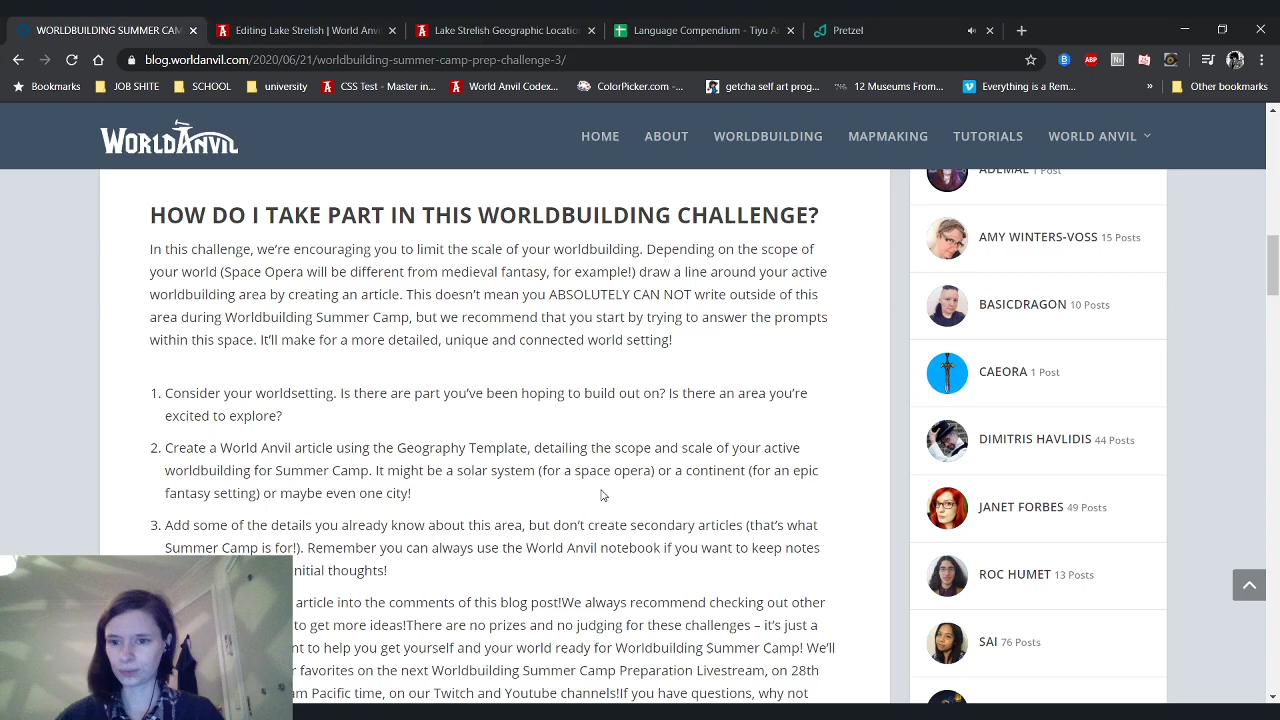 WORLDBUILDING SUMMER CAM
Editing Lake Strelish | World Anv
Lake Strelish Geographic Locatio
Language Compendium - Tiyu A
Pretzel
blog.worldanvil.com/2020/06/21/worldbuilding-summer-camp-prep-challenge-3/
Bookmarks
JOB SHITE
SCHOOL
university
CSS Test - Master in...
World Anvil Codex...
ColorPicker.com -...
getcha self art prog...
12 Museums From...
Everything is a Rem...
»
Other bookmarks
WORLDANVIL
HOME
ABOUT
WORLDBUILDING
MAPMAKING
TUTORIALS
WORLD ANVIL
HOW DO I TAKE PART IN THIS WORLDBUILDING CHALLENGE?
In this challenge, we're encouraging you to limit the scale of your worldbuilding. Depending on the scope of
your world (Space Opera will be different from medieval fantasy, for example!) draw a line around your active
worldbuilding area by creating an article. This doesn't mean you ABSOLUTELY CAN NOT write outside of this
area during Worldbuilding Summer Camp, but we recommend that you start by trying to answer the prompts
within this space. It'll make for a more detailed, unique and connected world setting!
1. Consider your worldsetting. Is there are part you've been hoping to build out on? Is there an area you're
excited to explore?
2. Create a World Anvil article using the Geography Template, detailing the scope and scale of your active
worldbuilding for Summer Camp. It might be a solar system (for a space opera) or a continent (for an epic
fantasy setting) or maybe even one city!
3. Add some of the details you already know about this area, but don't create secondary articles (that's what
Summer Camp is for!). Remember you can always use the World Anvil notebook if you want to keep notes
nitial thoughts!
article into the comments of this blog post!We always recommend checking out other
to get more ideas!There are no prizes and no judging for these challenges – it's just a
nt to help you get yourself and your world ready for Worldbuilding Summer Camp! We'll
r favorites on the next Worldbuilding Summer Camp Preparation Livestream, on 28th
am Pacific time, on our Twitch and Youtube channels!If you have questions, why not
ADEMAL 1 Post
AMY WINTERS-VOSS 15 Posts
BASICDRAGON 10 Posts
CAEORA 1 Post
DIMITRIS HAVLIDIS 44 Posts
JANET FORBES 49 Posts
ROC HUMET 13 Posts
SAI 76 Posts